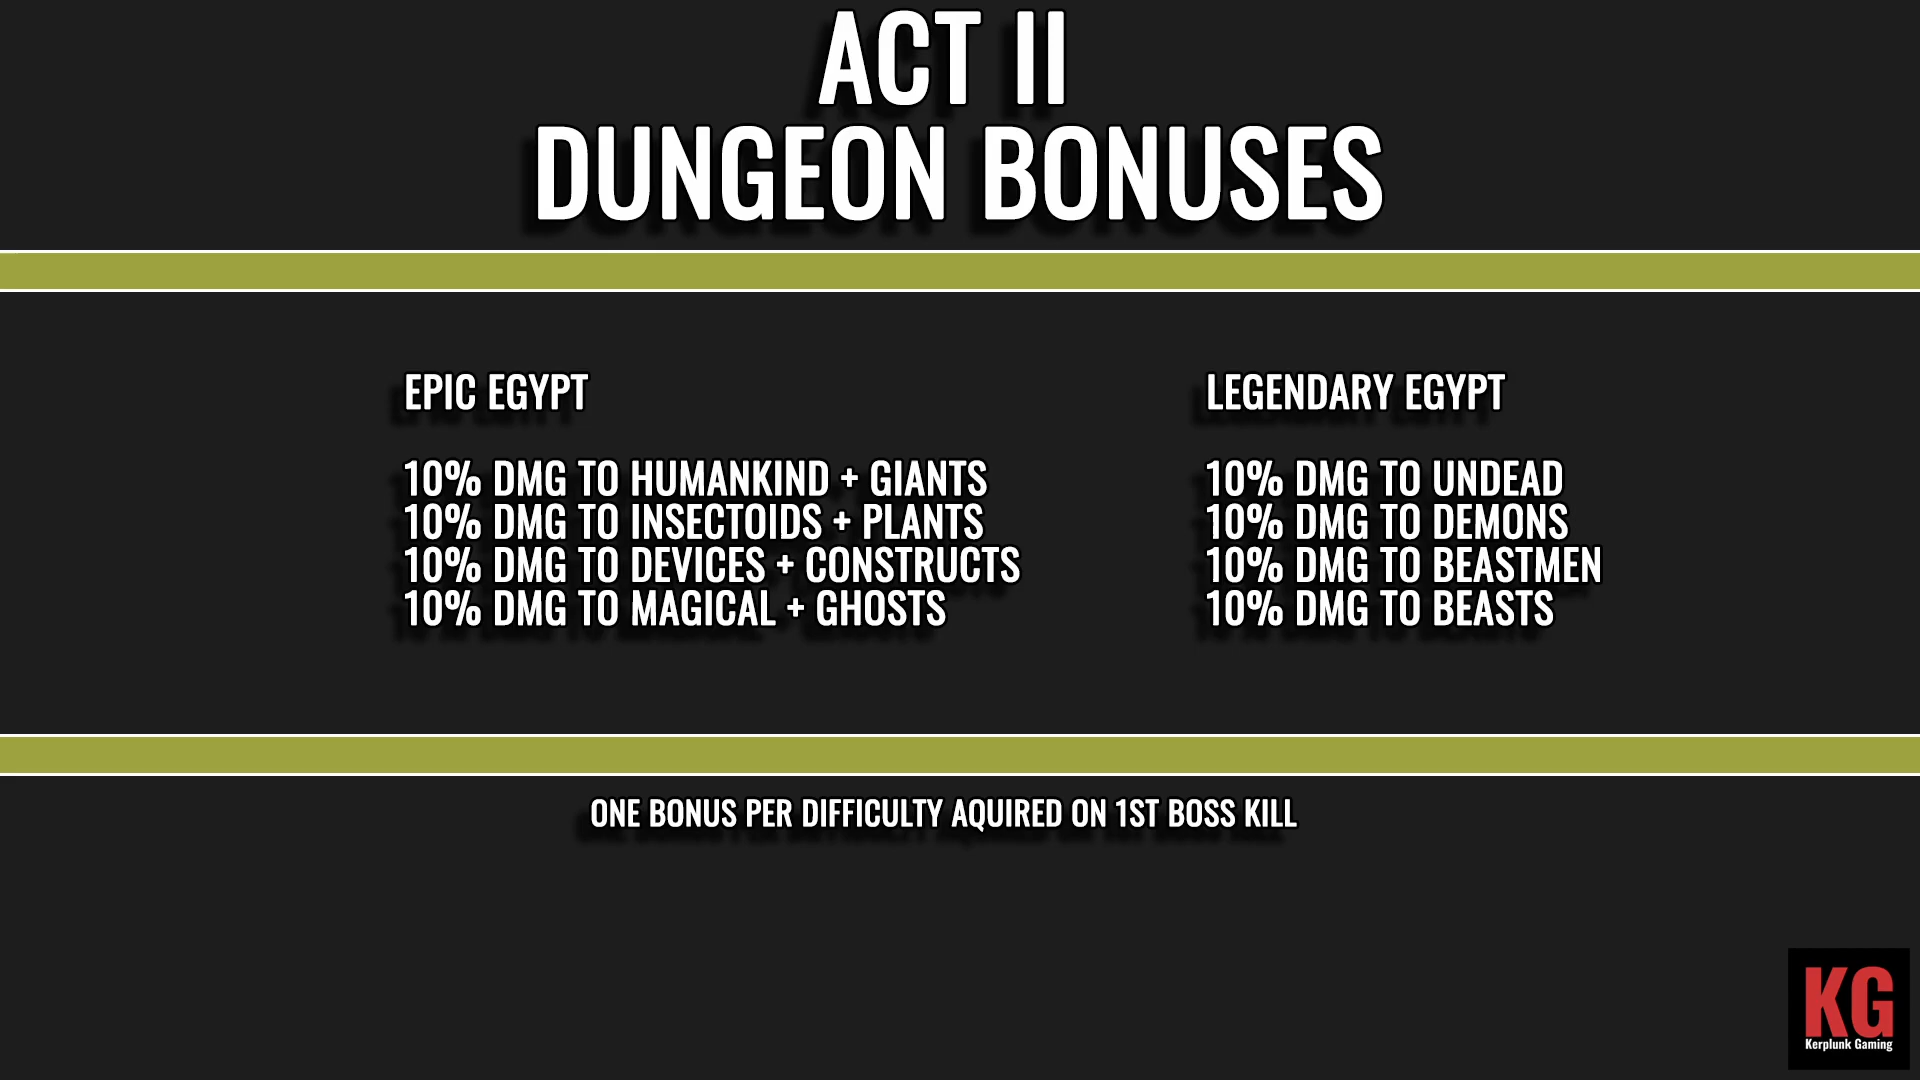 ACT II
DUNGEON BONUSES
EPIC EGYPT
10% DMG TO HUMANKIND + GIANTS
10% DMG TO INSECTOIDS + PLANTS
10% DMG TO DEVICES + CONSTRUCTS
10% DMG TO MAGICAL + GHOSTS
LEGENDARY EGYPT
10% DMG TO UNDEAD
10% DMG TO DEMONS
10% DMG TO BEASTMEN
10% DMG TO BEASTS
ONE BONUS PER DIFFICULTY AQUIRED ON 1ST BOSS KILL
KG
Kerplunk Gaming